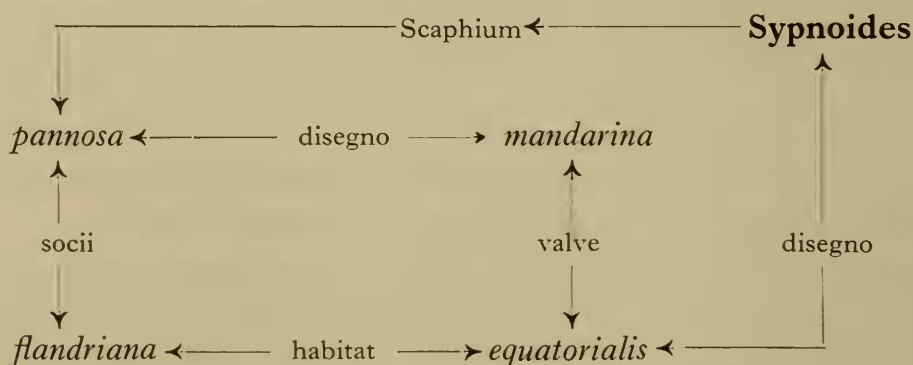 Scaphium Sypnoides
pannosa disegno mandarina
socii valve disegno
flandriana habitat equatorialis